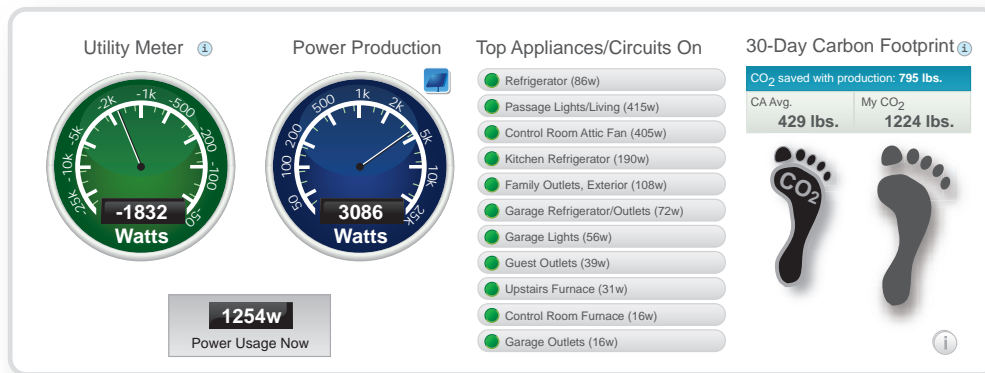 Utility Meter i
-25k -10k -5k -2k -1k -500 -200 -100 -50
-1832
Watts
Power Production
50 100 200 500 1k 2k 5k 10k 25k
3086
Watts
1254w
Power Usage Now
Top Appliances/Circuits On
Refrigerator (86w)
Passage Lights/Living (415w)
Control Room Attic Fan (405w)
Kitchen Refrigerator (190w)
Family Outlets, Exterior (108w)
Garage Refrigerator/Outlets (72w)
Garage Lights (56w)
Guest Outlets (39w)
Upstairs Furnace (31w)
Control Room Furnace (16w)
Garage Outlets (16w)
30-Day Carbon Footprint i
CO2 saved with production: 795 lbs.
CA Avg.
429 lbs.
My CO2
1224 lbs.
CO2
i